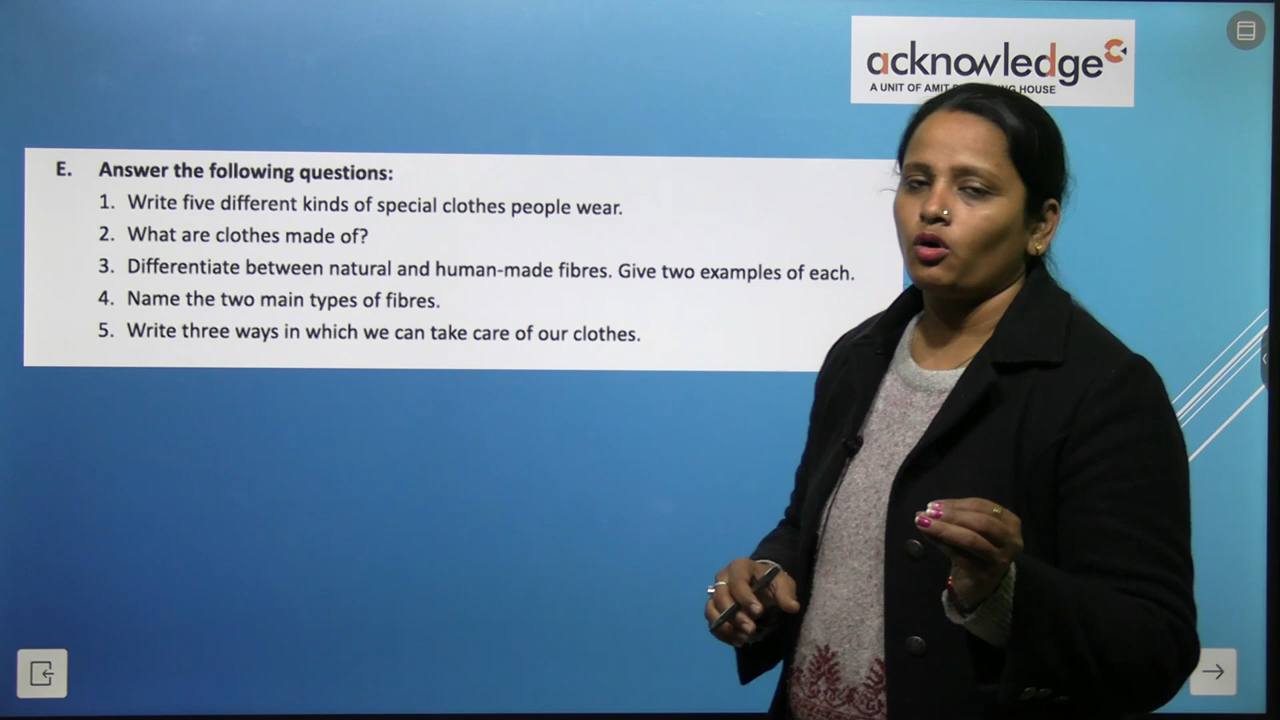 acknowledge
A UNIT OF AMIT HOUSE
E. Answer the following questions:
1. Write five different kinds of special clothes people wear.
2. What are clothes made of?
3. Differentiate between natural and human-made fibres. Give two examples of each.
4. Name the two main types of fibres.
5. Write three ways in which we can take care of our clothes.